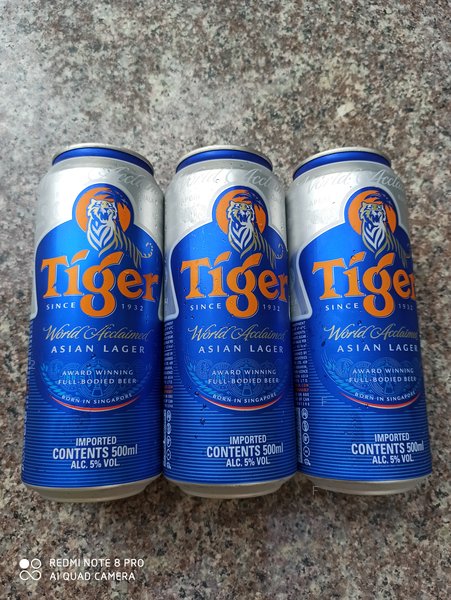 Tiger
SINCE 1932
World Acclaimed
ASIAN LAGER
AWARD WINNING
FULL-BODIED BEER
BORN IN SINGAPORE
IMPORTED
CONTENTS 500ml
ALC. 5% VOL.
Tiger
SINCE 1932
World Acclaimed
ASIAN LAGER
AWARD WINNING
FULL-BODIED BEER
BORN IN SINGAPORE
IMPORTED
CONTENTS 500ml
ALC. 5% VOL.
Tiger
SINCE 1932
World Acclaimed
ASIAN LAGER
AWARD WINNING
FULL-BODIED BEER
BORN IN SINGAPORE
IMPORTED
CONTENTS 500ml
ALC. 5% VOL.
REDMI NOTE 8 PRO
AI QUAD CAMERA